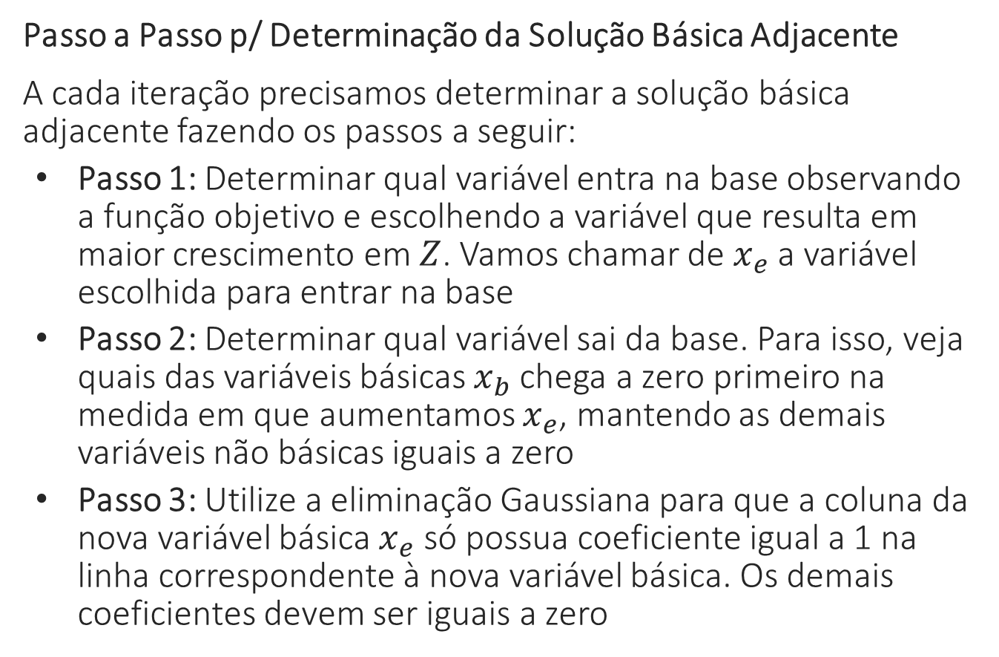 Passo a Passo p/ Determinação da Solução Básica Adjacente
A cada iteração precisamos determinar a solução básica
adjacente fazendo os passos a seguir:
• Passo 1: Determinar qual variável entra na base observando
a função objetivo e escolhendo a variável que resulta em
maior crescimento em Z. Vamos chamar de xₑ a variável
escolhida para entrar na base
• Passo 2: Determinar qual variável sai da base. Para isso, veja
quais das variáveis básicas x_b chega a zero primeiro na
medida em que aumentamos xₑ, mantendo as demais
variáveis não básicas iguais a zero
• Passo 3: Utilize a eliminação Gaussiana para que a coluna da
nova variável básica xₑ só possua coeficiente igual a 1 na
linha correspondente à nova variável básica. Os demais
coeficientes devem ser iguais a zero